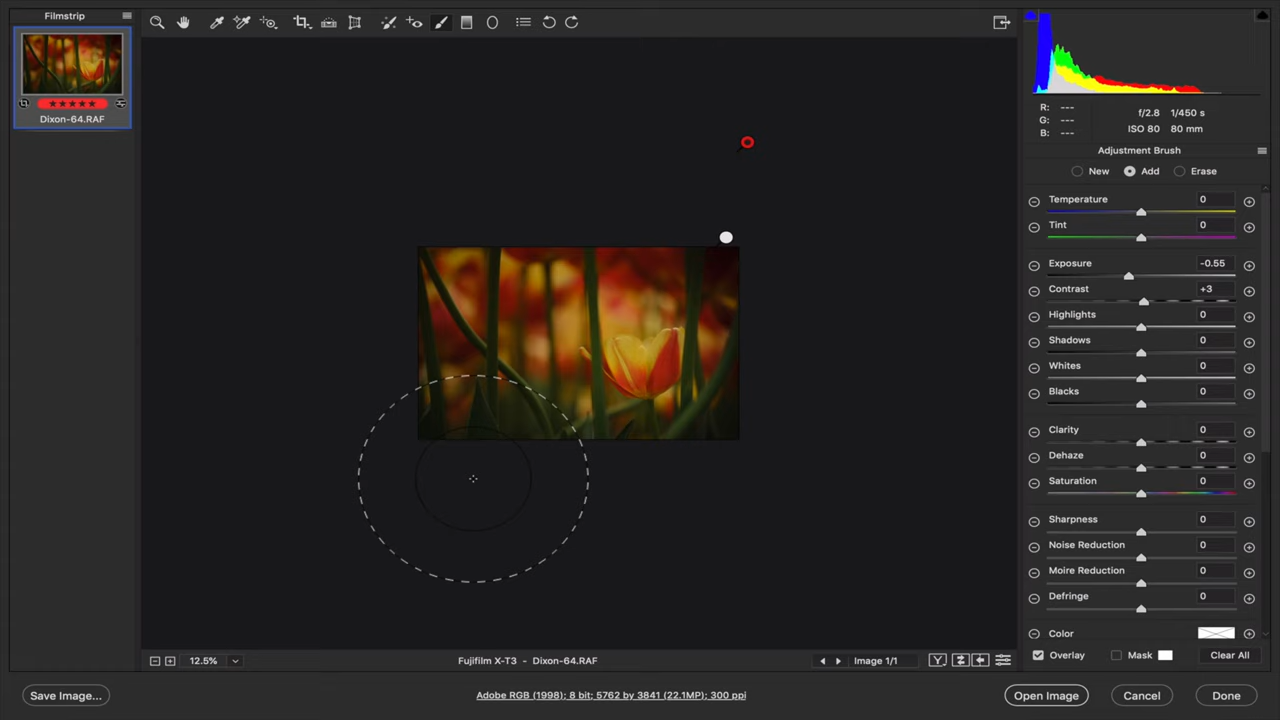 Filmstrip
Dixon-64.RAF
12.5%
Fujifilm X-T3 - Dixon-64.RAF
Image 1/1
Save Image...
Adobe RGB (1998); 8 bit; 5762 by 3841 (22.1MP); 300 ppi
R: ---
G: ---
B: ---
f/2.8 1/450 s
ISO 80 80 mm
Adjustment Brush
New Add Erase
Temperature 0
Tint 0
Exposure -0.55
Contrast +3
Highlights 0
Shadows 0
Whites 0
Blacks 0
Clarity 0
Dehaze 0
Saturation 0
Sharpness 0
Noise Reduction 0
Moire Reduction 0
Defringe 0
Color
Overlay Mask Clear All
Open Image Cancel Done